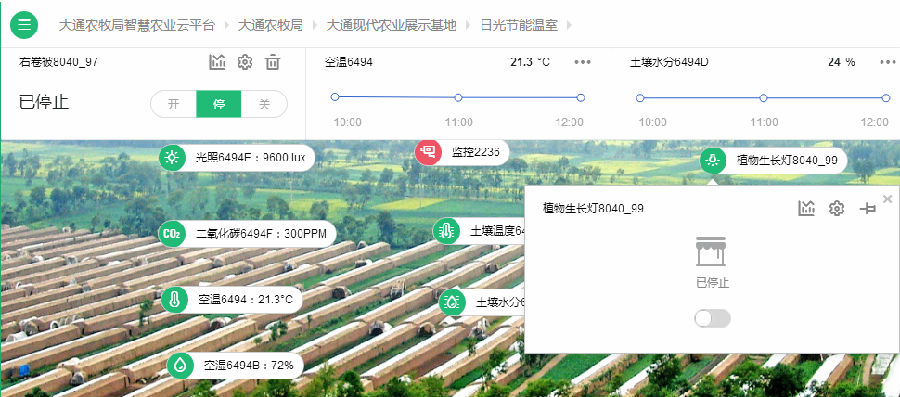 大通农牧局智慧农业云平台 大通农牧局 大通现代农业展示基地 日光节能温室
右卷被8040_97
已停止
开 停 关
空温6494 21.3 °C
10:00 11:00 12:00
土壤水分6494D 24 %
10:00 11:00 12:00
光照6494E：9600 lux
监控2236
植物生长灯8040_99
植物生长灯8040_99
已停止
CO₂ 二氧化碳6494F：300PPM
土壤温度64
空温6494：21.3°C
土壤水分6
空湿6494B：72%